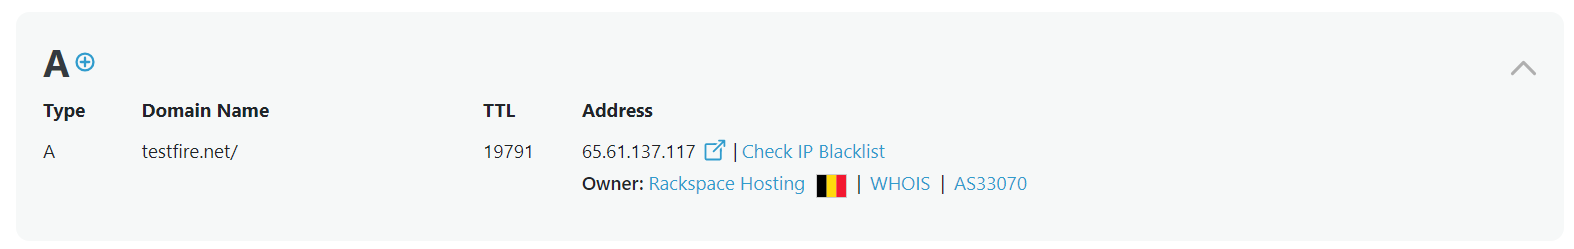 A
Type Domain Name TTL Address
A testfire.net/ 19791 65.61.137.117 | Check IP Blacklist
Owner: Rackspace Hosting | WHOIS | AS33070